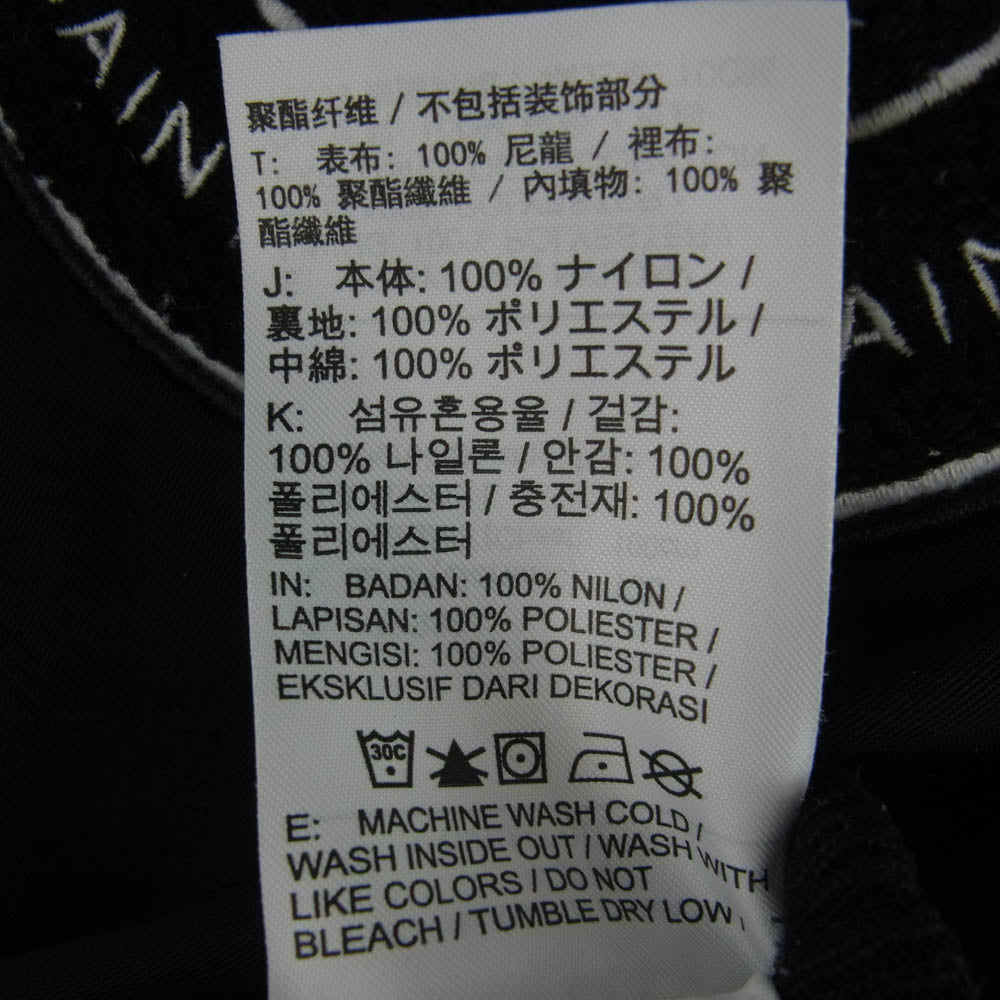 AIN
AIN
聚酯纤维 / 不包括装饰部分
T: 表布: 100% 尼龍 / 裡布:
100% 聚酯纖維 / 內填物: 100% 聚
酯纖維
J: 本体: 100% ナイロン /
裏地: 100% ポリエステル /
中綿: 100% ポリエステル
K: 섬유혼용율 / 겉감:
100% 나일론 / 안감: 100%
폴리에스터 / 충전재: 100%
폴리에스터
IN: BADAN: 100% NILON /
LAPISAN: 100% POLIESTER /
MENGISI: 100% POLIESTER /
EKSKLUSIF DARI DEKORASI
30C
E: MACHINE WASH COLD /
WASH INSIDE OUT / WASH WITH
LIKE COLORS / DO NOT
BLEACH / TUMBLE DRY LOW /